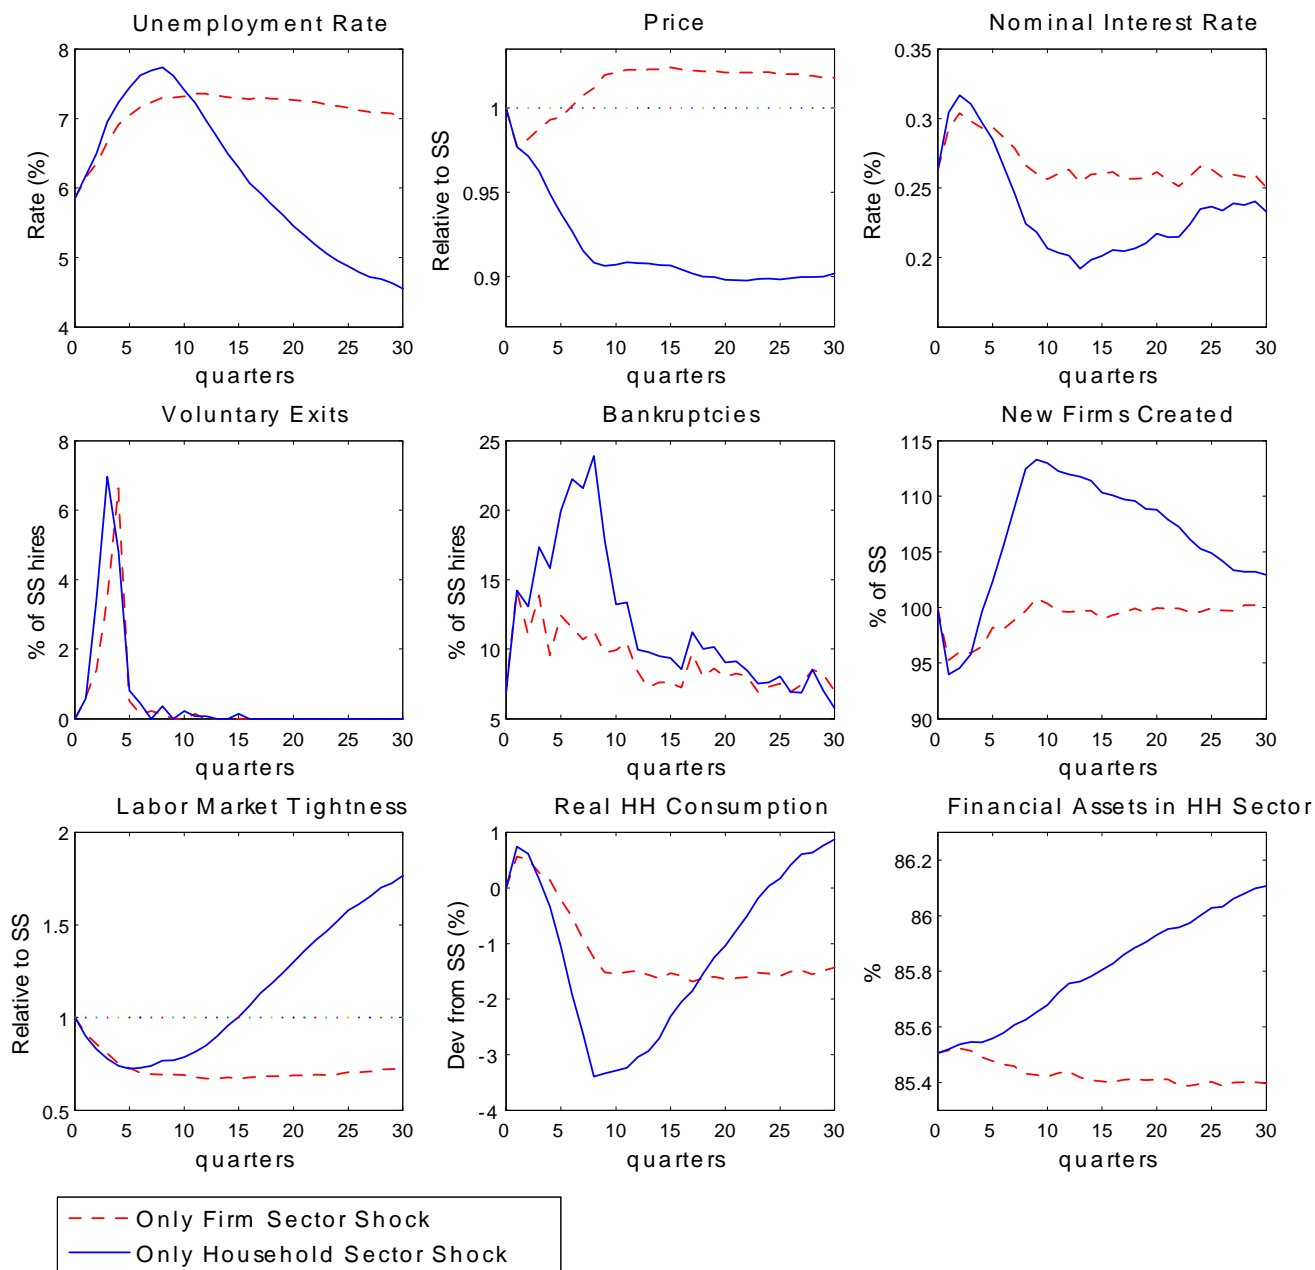 Unemployment Rate
Price
Nominal Interest Rate
8
7
6
5
4
Rate (%)
0 5 10 15 20 25 30
quarters
1
0.95
0.9
Relative to SS
0 5 10 15 20 25 30
quarters
0.35
0.3
0.25
0.2
Rate (%)
0 5 10 15 20 25 30
quarters
Voluntary Exits
Bankruptcies
New Firms Created
8
6
4
2
0
% of SS hires
0 5 10 15 20 25 30
quarters
25
20
15
10
5
% of SS hires
0 5 10 15 20 25 30
quarters
115
110
105
100
95
90
% of SS
0 5 10 15 20 25 30
quarters
Labor Market Tightness
Real HH Consumption
Financial Assets in HH Sector
2
1.5
1
0.5
Relative to SS
0 5 10 15 20 25 30
quarters
1
0
-1
-2
-3
-4
Dev from SS (%)
0 5 10 15 20 25 30
quarters
86.2
86
85.8
85.6
85.4
%
0 5 10 15 20 25 30
quarters
Only Firm Sector Shock
Only Household Sector Shock